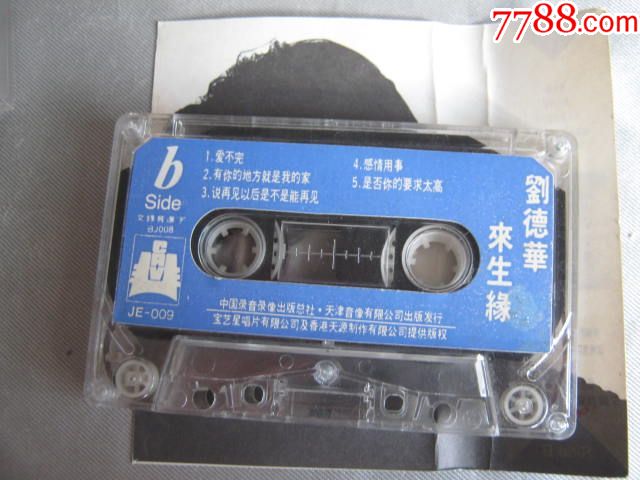 7788.com
b
Side
1.爱不完
2.有你的地方就是我的家
3.说再见以后是不是能再见
4.感情用事
5.是否你的要求太高
BJ008
JE-009
劉德華
來生緣
中国录音录像出版总社·天津音像有限公司出版发行
宝艺星唱片有限公司及香港天源制作有限公司提供版权